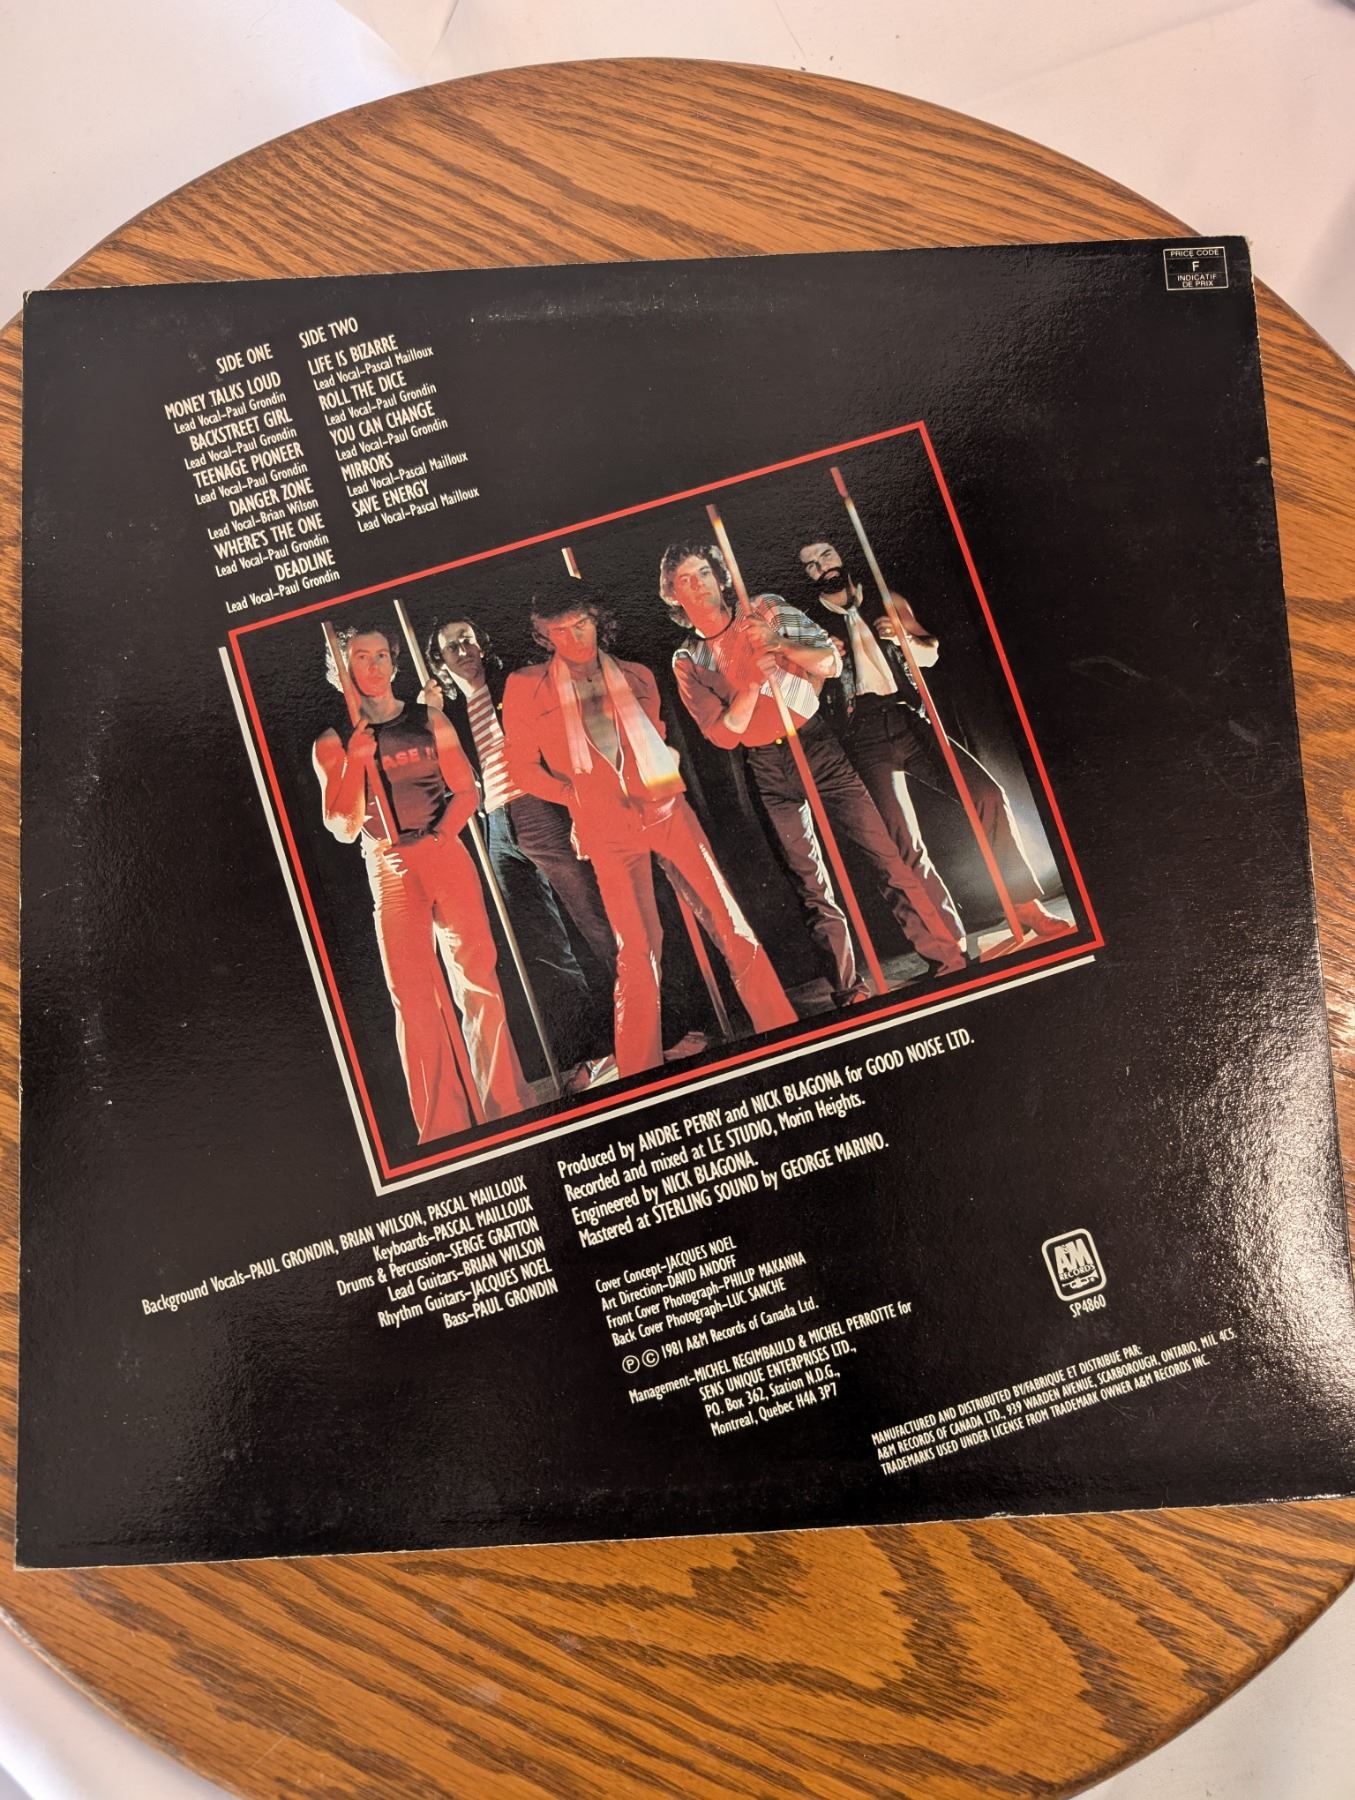 PRICE CODE
F
INDICATIF
DE PRIX
SIDE ONE
MONEY TALKS LOUD
Lead Vocal–Paul Grondin
BACKSTREET GIRL
Lead Vocal–Paul Grondin
TEENAGE PIONEER
Lead Vocal–Paul Grondin
DANGER ZONE
Lead Vocal–Brian Wilson
WHERE'S THE ONE
Lead Vocal–Paul Grondin
DEADLINE
Lead Vocal–Paul Grondin
SIDE TWO
LIFE IS BIZARRE
Lead Vocal–Pascal Mailloux
ROLL THE DICE
Lead Vocal–Paul Grondin
YOU CAN CHANGE
Lead Vocal–Paul Grondin
MIRRORS
Lead Vocal–Pascal Mailloux
SAVE ENERGY
Lead Vocal–Pascal Mailloux
ASE !!
Background Vocals–PAUL GRONDIN, BRIAN WILSON, PASCAL MAILLOUX
Keyboards–PASCAL MAILLOUX
Drums & Percussion–SERGE GRATTON
Lead Guitars–BRIAN WILSON
Rhythm Guitars–JACQUES NOEL
Bass–PAUL GRONDIN
Produced by ANDRE PERRY and NICK BLAGONA for GOOD NOISE LTD.
Recorded and mixed at LE STUDIO, Morin Heights.
Engineered by NICK BLAGONA.
Mastered at STERLING SOUND by GEORGE MARINO.
Cover Concept–JACQUES NOEL
Art Direction–DAVID ANDOFF
Front Cover Photograph–PHILIP MAKANNA
Back Cover Photograph–LUC SANCHE
Ⓟ © 1981 A&M Records of Canada Ltd.
Management–MICHEL REGIMBAULD & MICHEL PERROTTE for
SENS UNIQUE ENTERPRISES LTD.,
P.O. Box 362, Station N.D.G.,
Montreal, Quebec H4A 3P7
A&M
RECORDS
SP4860
MANUFACTURED AND DISTRIBUTED BY/FABRIQUE ET DISTRIBUE PAR:
A&M RECORDS OF CANADA LTD., 939 WARDEN AVENUE, SCARBOROUGH, ONTARIO, M1L 4C5.
TRADEMARKS USED UNDER LICENSE FROM TRADEMARK OWNER A&M RECORDS INC.